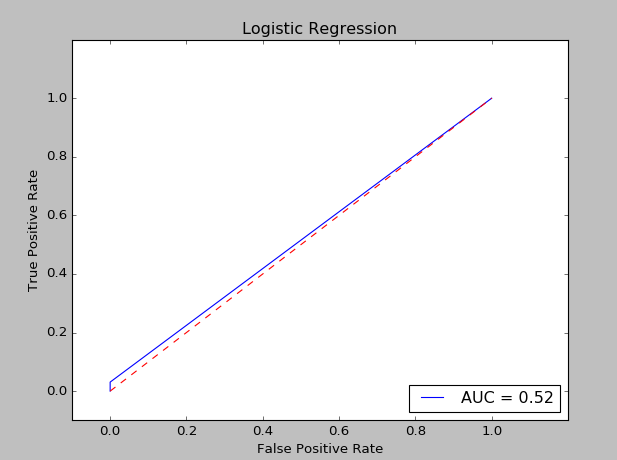 Logistic Regression
True Positive Rate
1.0
0.8
0.6
0.4
0.2
0.0
AUC = 0.52
0.0 0.2 0.4 0.6 0.8 1.0
False Positive Rate